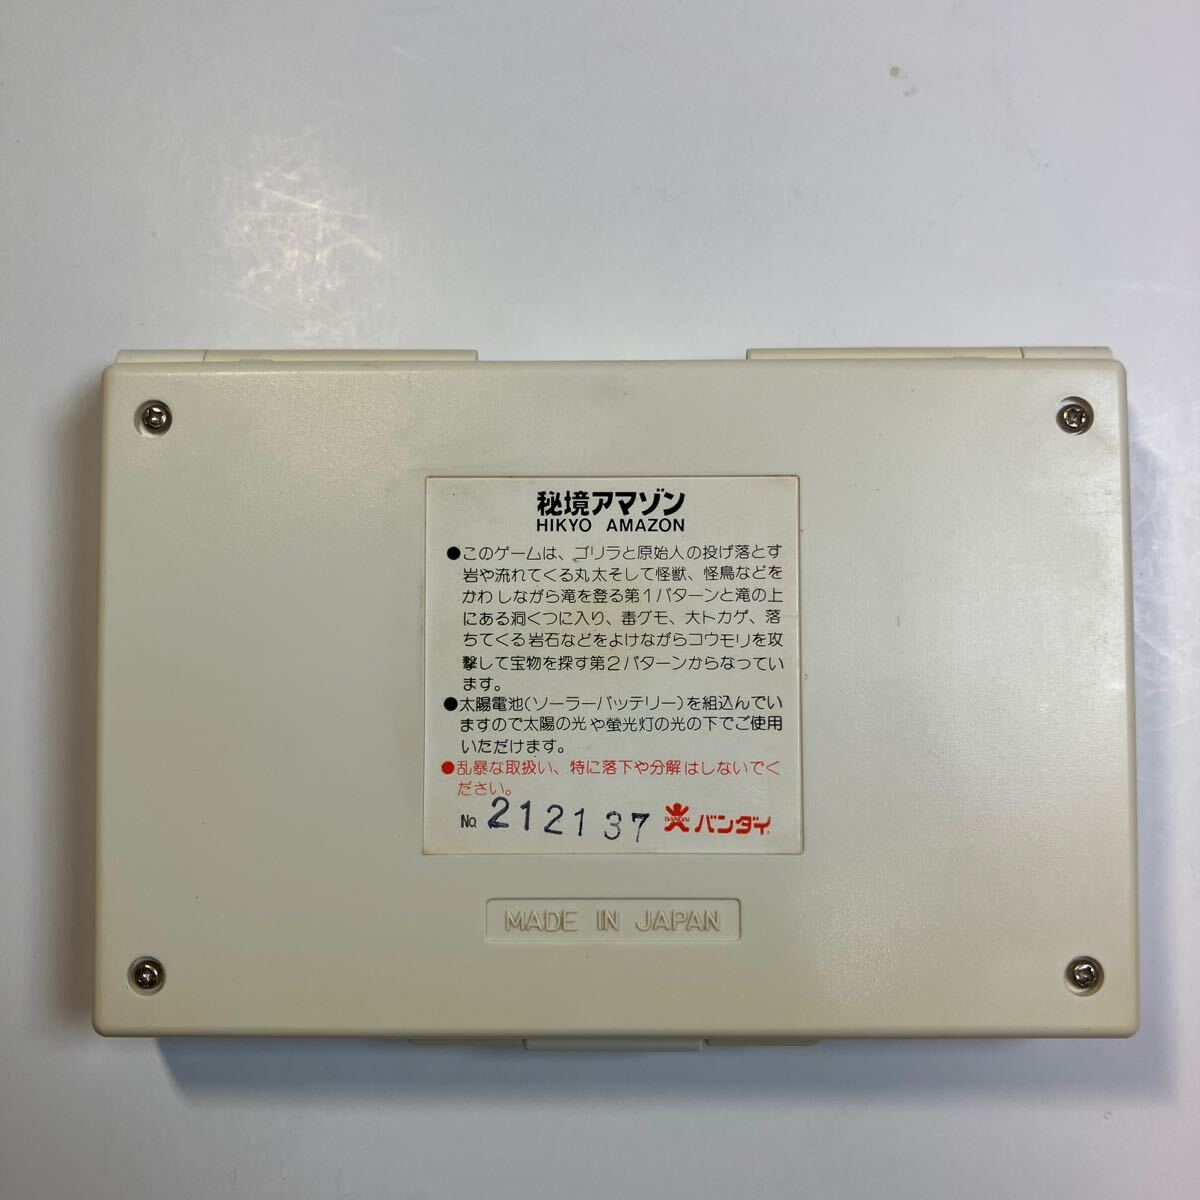 秘境アマゾン
HIKYO AMAZON
●このゲームは、ゴリラと原始人の投げ落とす
岩や流れてくる丸太そして怪獣、怪鳥などを
かわしながら滝を登る第1パターンと滝の上
にある洞くつに入り、毒グモ、大トカゲ、落
ちてくる岩石などをよけながらコウモリを攻
撃して宝物を探す第2パターンからなってい
ます。
●太陽電池(ソーラーバッテリー)を組込んでい
ますので太陽の光や螢光灯の光の下でご使用
いただけます。
●乱暴な取扱い、特に落下や分解はしないでく
ださい。
No. 212137 BANDAI バンダイ
MADE IN JAPAN